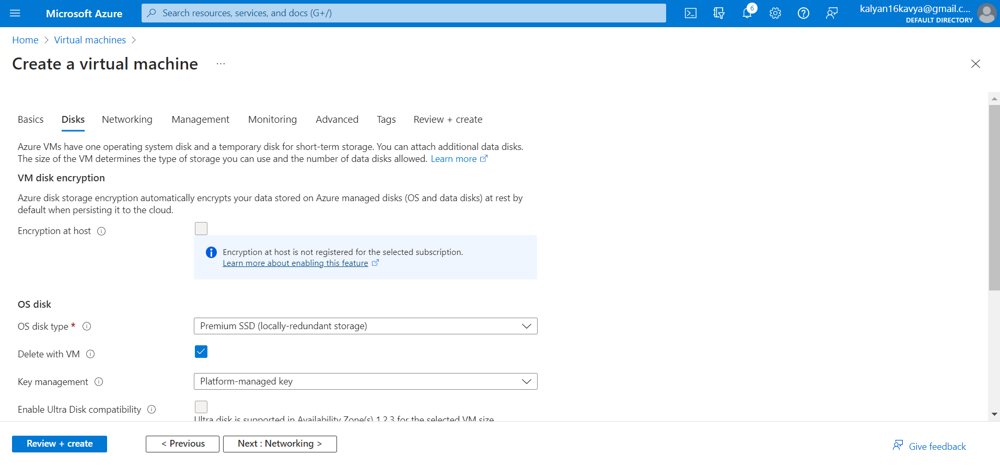 Microsoft Azure
Search resources, services, and docs (G+/)
6
kalyan16kavya@gmail.c...
DEFAULT DIRECTORY
Home > Virtual machines >
Create a virtual machine ...
Basics Disks Networking Management Monitoring Advanced Tags Review + create
Azure VMs have one operating system disk and a temporary disk for short-term storage. You can attach additional data disks.
The size of the VM determines the type of storage you can use and the number of data disks allowed. Learn more
VM disk encryption
Azure disk storage encryption automatically encrypts your data stored on Azure managed disks (OS and data disks) at rest by
default when persisting it to the cloud.
Encryption at host
Encryption at host is not registered for the selected subscription.
Learn more about enabling this feature
OS disk
OS disk type * Premium SSD (locally-redundant storage)
Delete with VM
Key management Platform-managed key
Enable Ultra Disk compatibility
Ultra disk is supported in Availability Zone(s) 1,2,3 for the selected VM size
Review + create < Previous Next : Networking > Give feedback